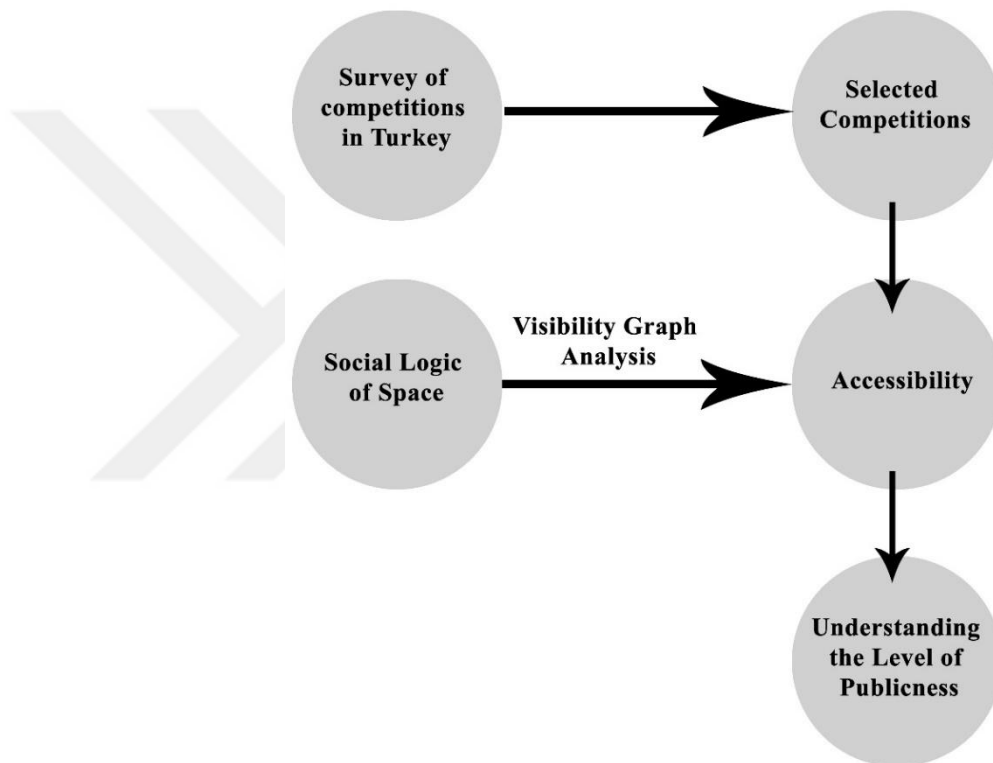 Survey of
competitions
in Turkey
Selected
Competitions
Social Logic
of Space
Visibility Graph
Analysis
Accessibility
Understanding
the Level of
Publicness